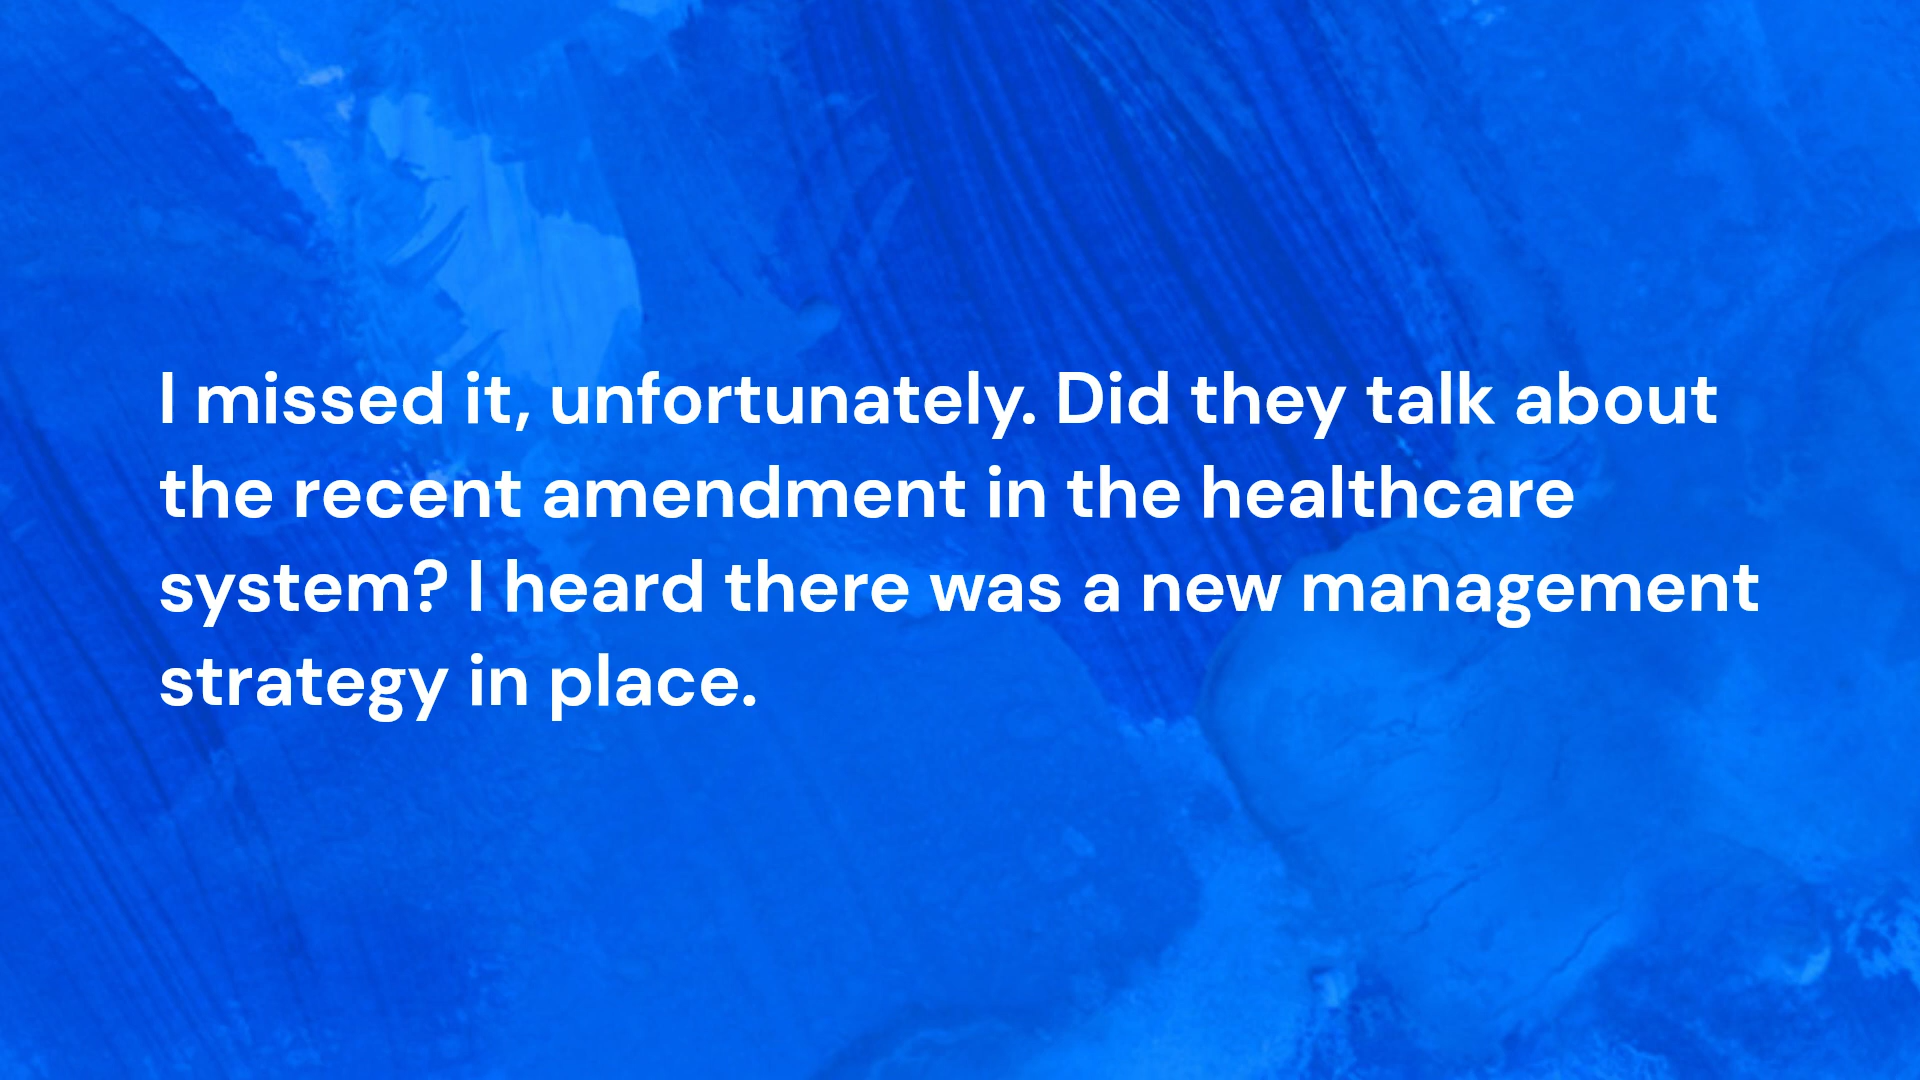 I missed it, unfortunately. Did they talk about
the recent amendment in the healthcare
system? I heard there was a new management
strategy in place.